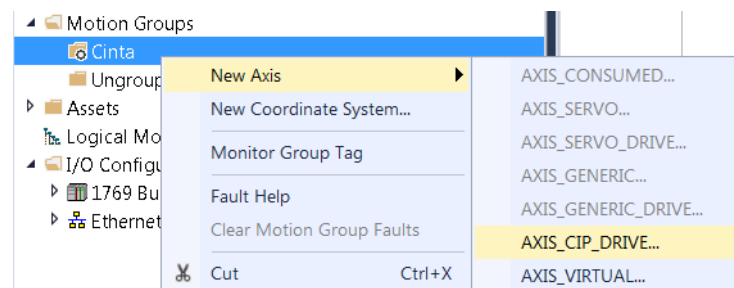 Motion Groups
Cinta
Ungroup
Assets
Logical Mo
I/O Configu
1769 Bu
Ethernet
New Axis
New Coordinate System...
Monitor Group Tag
Fault Help
Clear Motion Group Faults
Cut Ctrl+X
AXIS_CONSUMED...
AXIS_SERVO...
AXIS_SERVO_DRIVE...
AXIS_GENERIC...
AXIS_GENERIC_DRIVE...
AXIS_CIP_DRIVE...
AXIS_VIRTUAL...